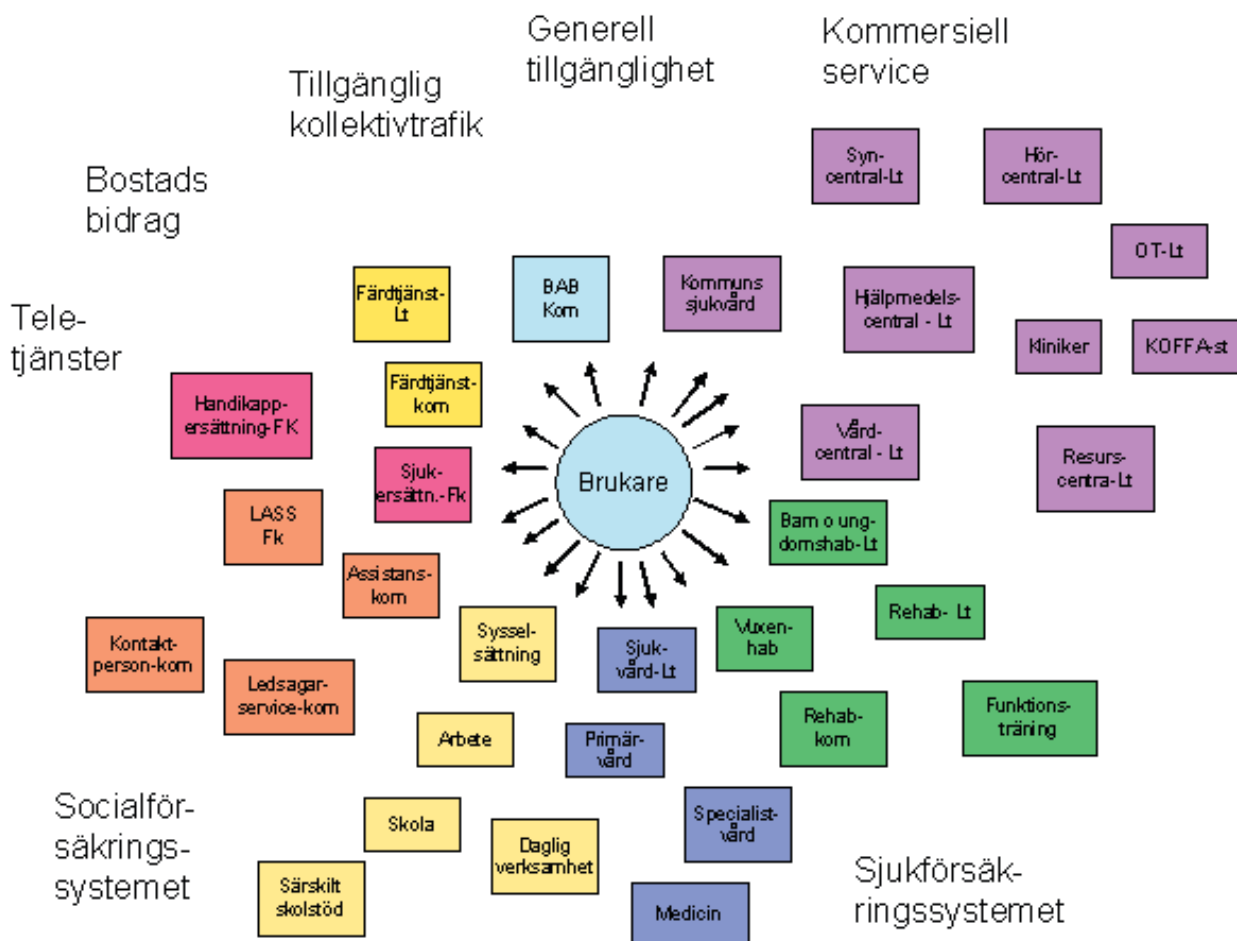 Generell
tillgänglighet
Kommersiell
service
Tillgänglig
kollektivtrafik
Bostads
bidrag
Tele-
tjänster
Syn-
central-Lt
Hör-
central-Lt
OT-Lt
Färdtjänst-
Lt
BAB
Kom
Kommuns
sjukvård
Hjälpmedels-
central - Lt
Kliniker
KOFFA-st
Handikapp-
ersättning-FK
Färdtjänst-
kom
Sjuk-
ersättn.-Fk
Brukare
Vård-
central - Lt
Resurs-
centra-Lt
LASS
Fk
Assistans-
kom
Barn o ung-
domshab-Lt
Rehab- Lt
Kontakt-
person-kom
Ledsagar-
service-kom
Syssel-
sättning
Sjuk-
vård-Lt
Vuxen-
hab
Arbete
Primär-
vård
Rehab-
kom
Funktions-
träning
Socialför-
säkrings-
systemet
Skola
Särskilt
skolstöd
Daglig
verksamhet
Specialist-
vård
Medicin
Sjukförsäk-
ringssystemet